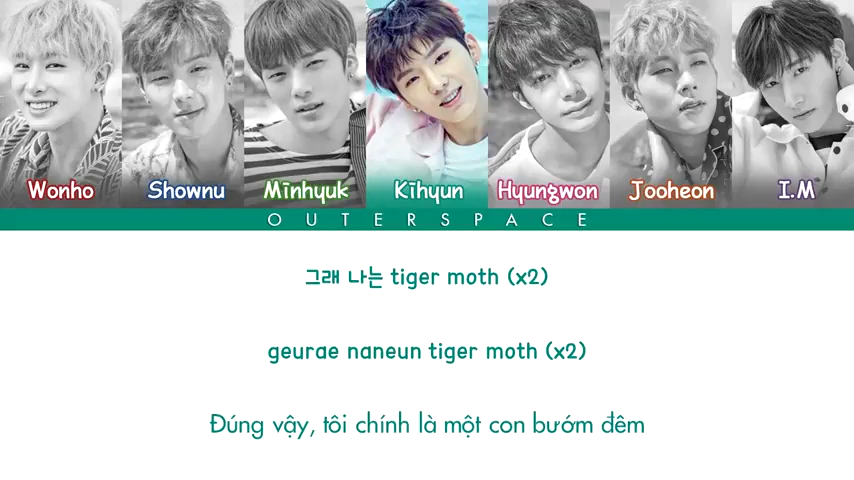 Wonho Shownu Minhyuk Kihyun Hyungwon Jooheon I.M
OUTERSPACE
그래 나는 tiger moth (x2)
geurae naneun tiger moth (x2)
Đúng vậy, tôi chính là một con bướm đêm